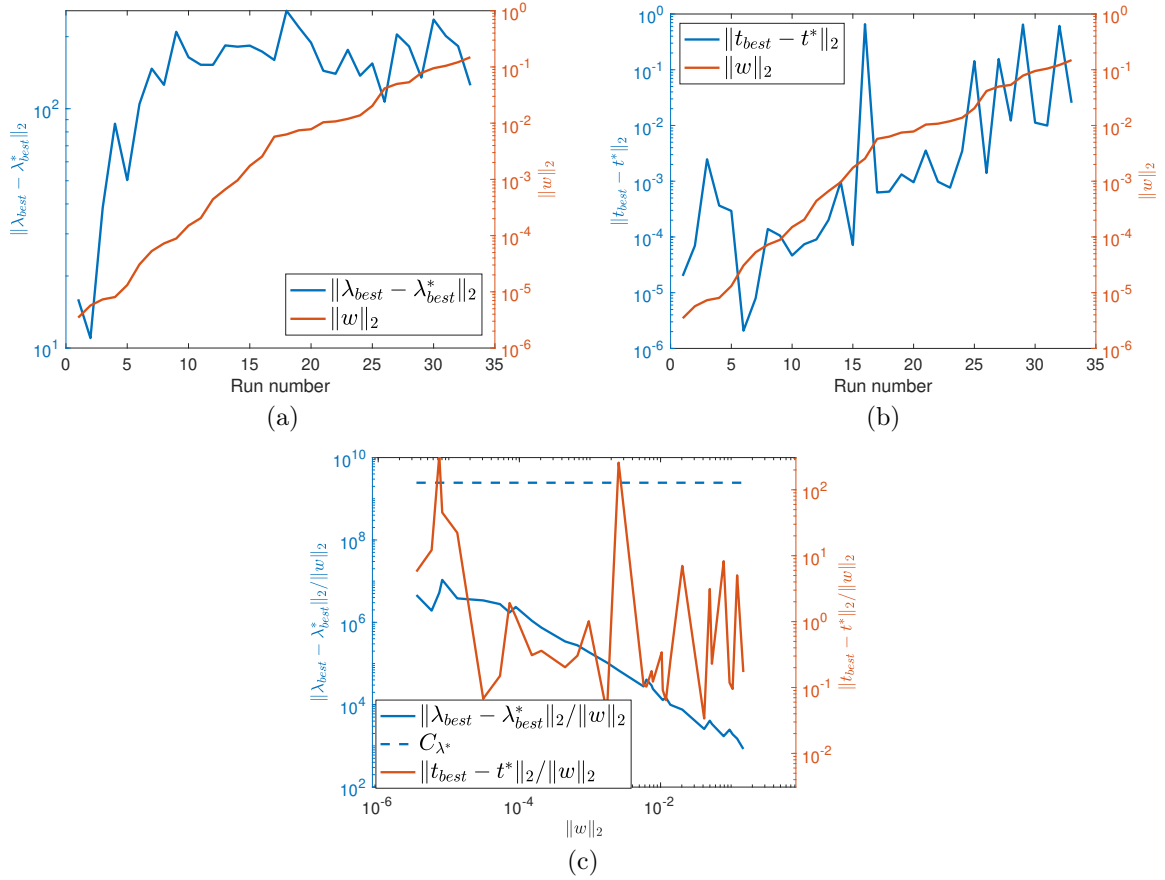 10^2
10^1
‖λ_best − λ*_best‖_2
10^0
10^-1
10^-2
10^-3
10^-4
10^-5
10^-6
‖w‖_2
‖λ_best − λ*_best‖_2
‖w‖_2
0 5 10 15 20 25 30 35
Run number
(a)
10^0
10^-1
10^-2
10^-3
10^-4
10^-5
10^-6
‖t_best − t*‖_2
‖t_best − t*‖_2
‖w‖_2
10^0
10^-1
10^-2
10^-3
10^-4
10^-5
10^-6
‖w‖_2
0 5 10 15 20 25 30 35
Run number
(b)
10^10
10^8
10^6
10^4
10^2
‖λ_best − λ*_best‖_2/‖w‖_2
10^2
10^1
10^0
10^-1
10^-2
‖t_best − t*‖_2/‖w‖_2
‖λ_best − λ*_best‖_2/‖w‖_2
C_λ*
‖t_best − t*‖_2/‖w‖_2
10^-6 10^-4 10^-2
‖w‖_2
(c)